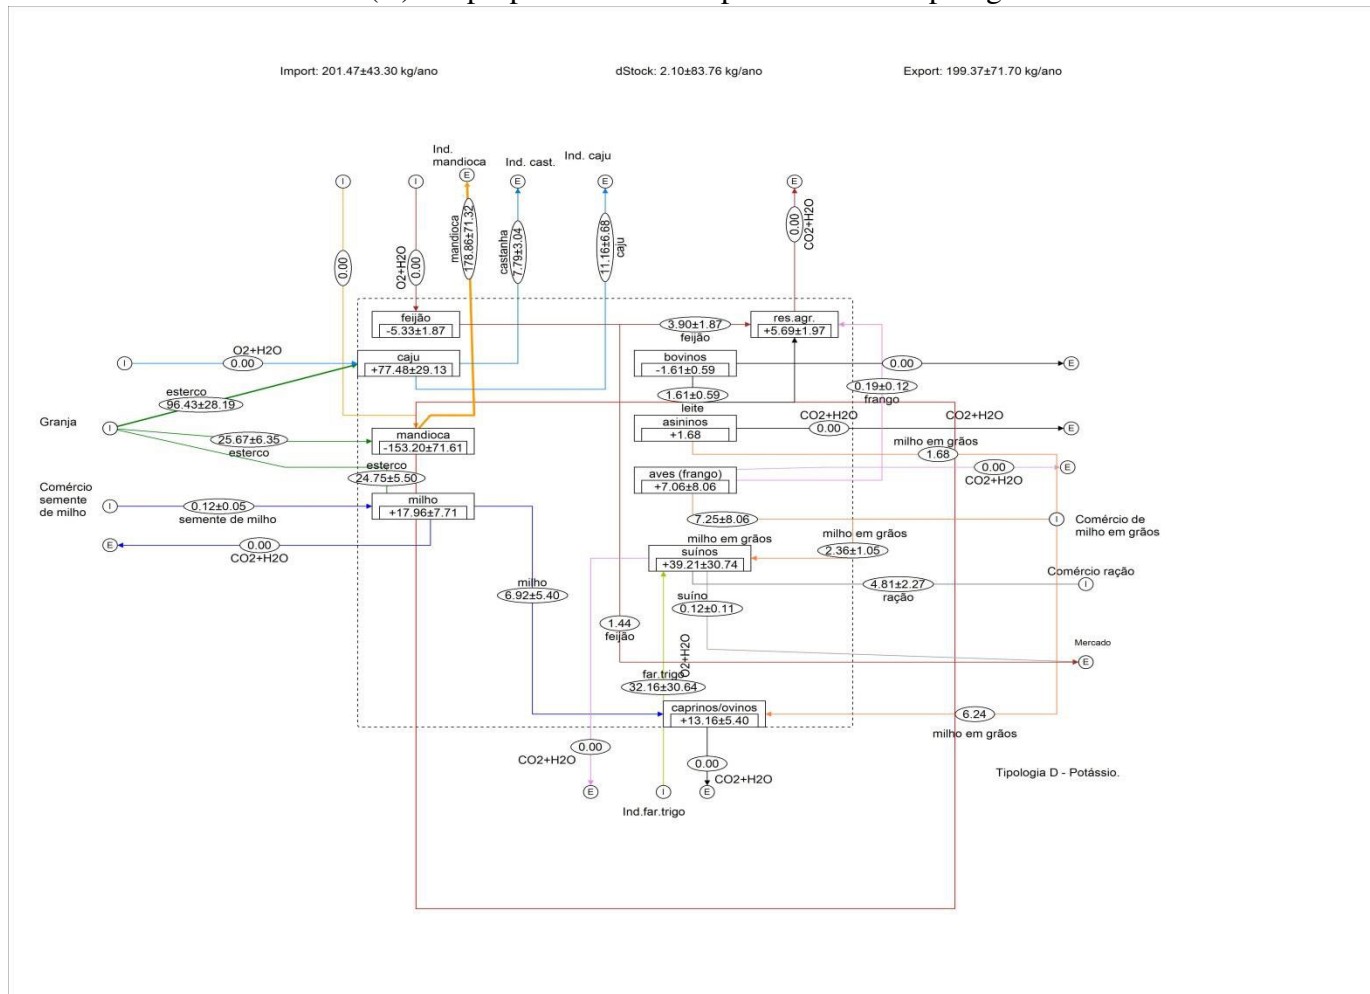 Import: 201.47±43.30 kg/ano
dStock: 2.10±83.76 kg/ano
Export: 199.37±71.70 kg/ano
Ind.
mandioca
Ind. cast.
Ind. caju
I
I
E
E
E
E
0.00
O2+H2O
0.00
mandioca
178.86±71.32
castanha
7.79±3.04
11.16±6.68
caju
0.00
CO2+H2O
feijão
-5.33±1.87
3.90±1.87
feijão
res.agr.
+5.69±1.97
I
O2+H2O
0.00
caju
+77.48±29.13
bovinos
-1.61±0.59
0.00
E
esterco
96.43±28.19
1.61±0.59
leite
0.19±0.12
frango
Granja
I
25.67±6.35
esterco
mandioca
-153.20±71.61
asininos
+1.68
CO2+H2O
0.00
CO2+H2O
E
milho em grãos
1.68
esterco
24.75±5.50
aves (frango)
+7.06±8.06
0.00
CO2+H2O
E
Comércio
semente
de milho
I
0.12±0.05
semente de milho
milho
+17.96±7.71
7.25±8.06
milho em grãos
I
Comércio de
milho em grãos
E
0.00
CO2+H2O
milho em grãos
2.36±1.05
suínos
+39.21±30.74
milho
6.92±5.40
4.81±2.27
ração
Comércio ração
I
suíno
0.12±0.11
1.44
feijão
Mercado
E
O2+H2O
far.trigo
32.16±30.64
caprinos/ovinos
+13.16±5.40
6.24
milho em grãos
0.00
CO2+H2O
0.00
CO2+H2O
E
I
E
Ind.far.trigo
Tipologia D - Potássio.